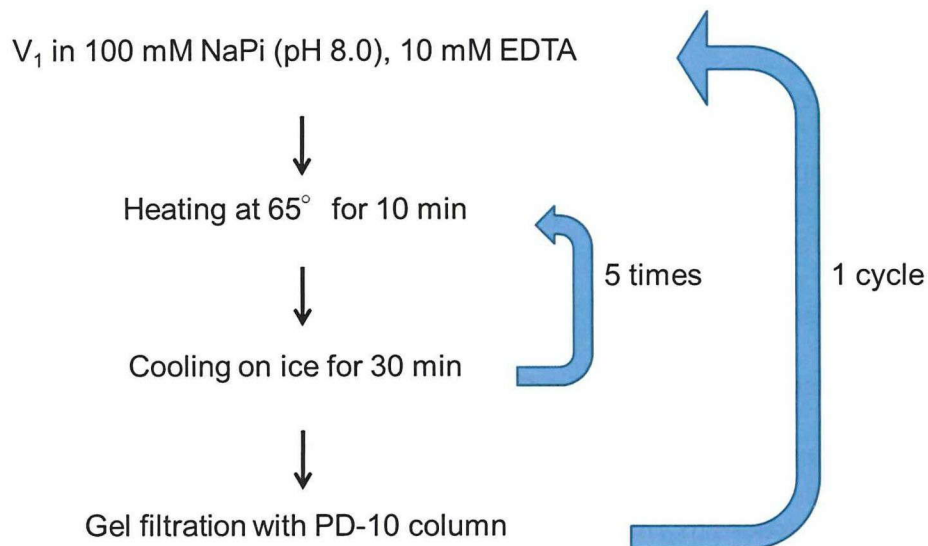 V₁ in 100 mM NaPi (pH 8.0), 10 mM EDTA
Heating at 65° for 10 min
5 times
1 cycle
Cooling on ice for 30 min
Gel filtration with PD-10 column